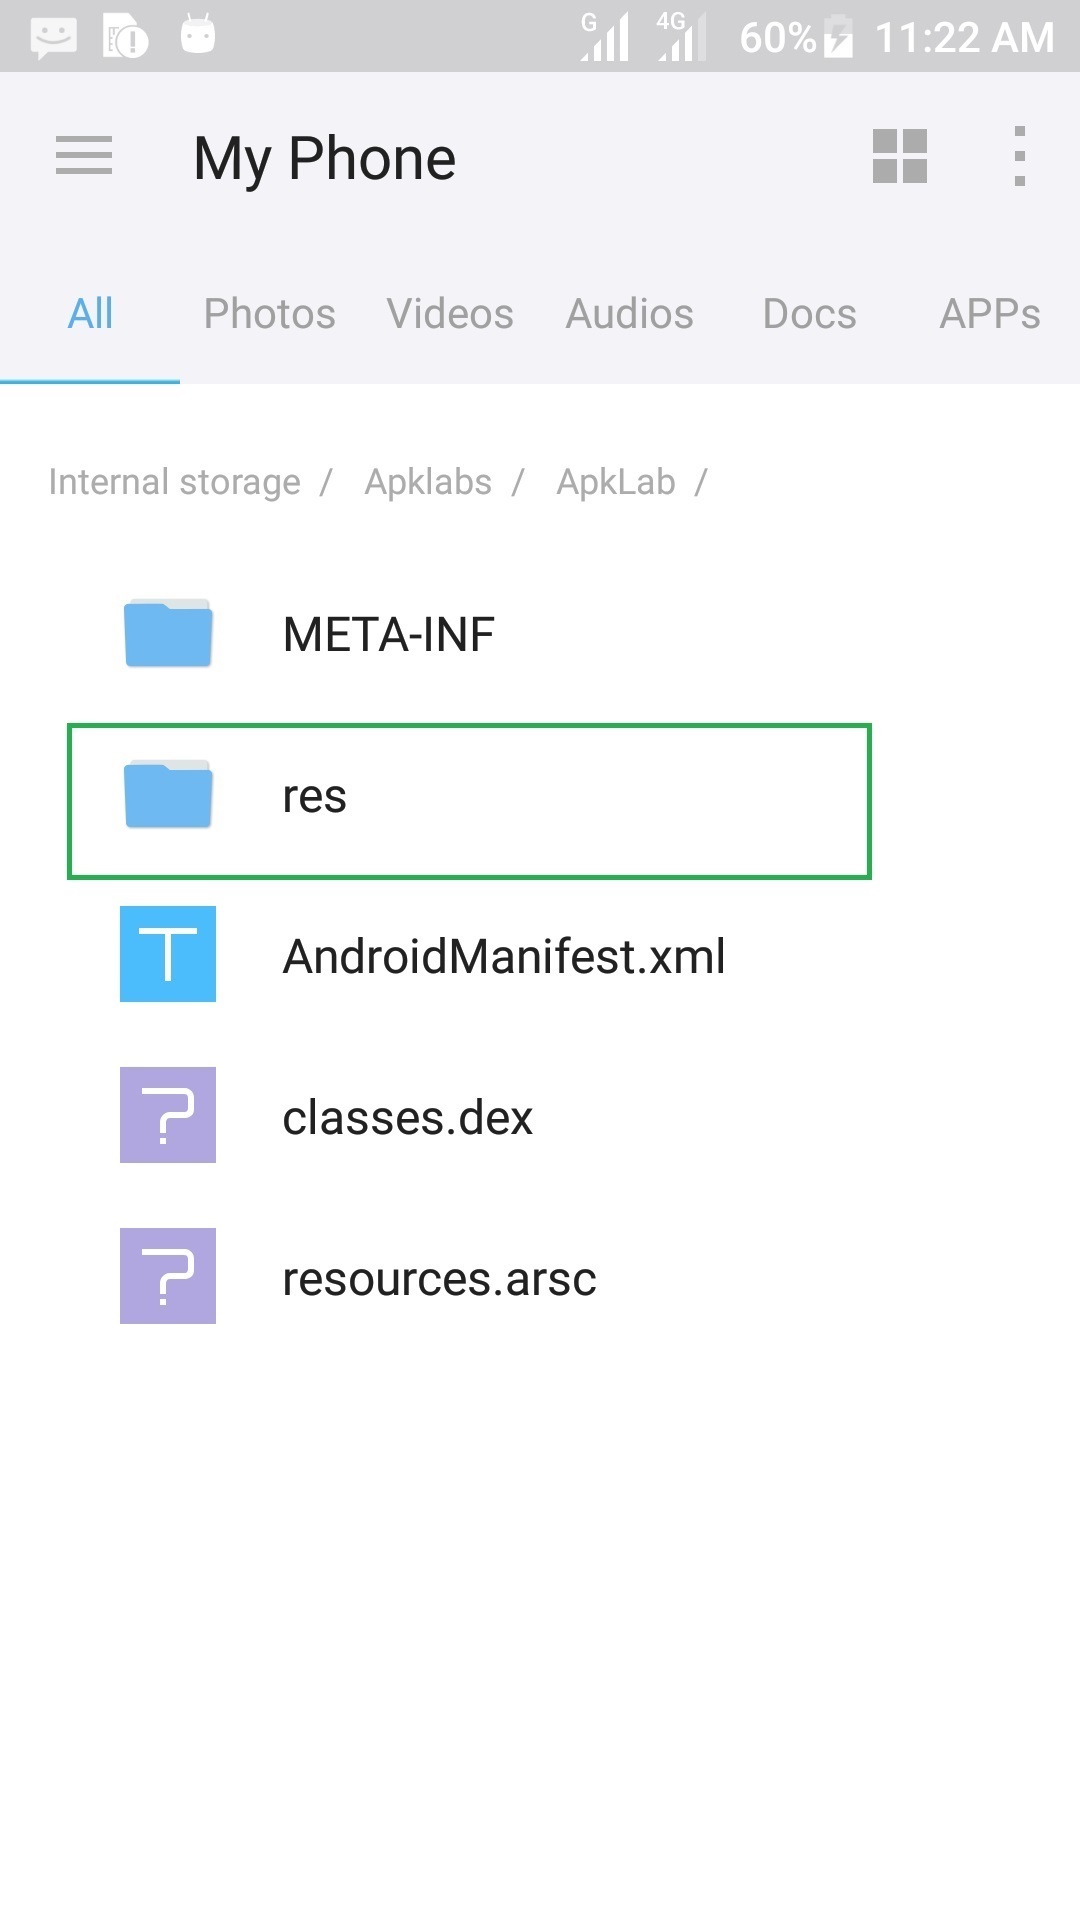 G 4G 60% 11:22 AM
My Phone
All Photos Videos Audios Docs APPs
Internal storage / Apklabs / ApkLab /
META-INF
res
AndroidManifest.xml
classes.dex
resources.arsc